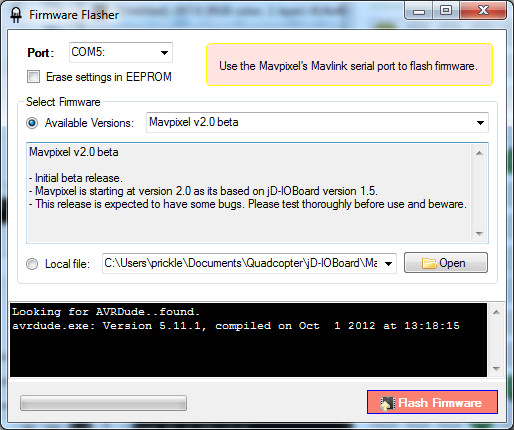 Firmware Flasher
Port: COM5:
Use the Mavpixel's Mavlink serial port to flash firmware.
Erase settings in EEPROM
Select Firmware
Available Versions: Mavpixel v2.0 beta
Mavpixel v2.0 beta
- Initial beta release.
- Mavpixel is starting at version 2.0 as its based on jD-IOBoard version 1.5.
- This release is expected to have some bugs. Please test thoroughly before use and beware.
Local file: C:\Users\prickle\Documents\Quadcopter\jD-IOBoard\Ma Open
Looking for AVRDude..found.
avrdude.exe: Version 5.11.1, compiled on Oct  1 2012 at 13:18:15
Flash Firmware